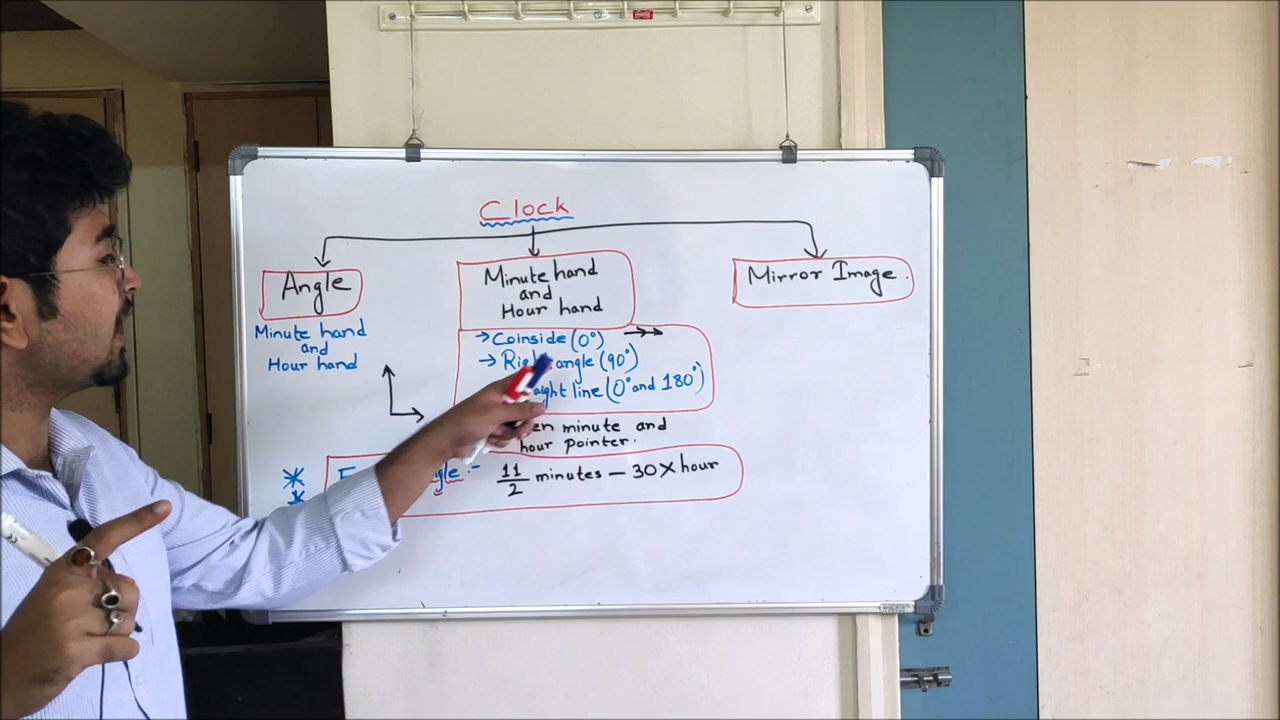 Clock
Angle
Minute hand
and
Hour hand
Minute hand
and
Hour hand
Mirror Image.
→ Coinside (0°)
→ angle (90°)
line (0° and 180°)
minute and
hour pointer.
11/2 minutes — 30 X hour